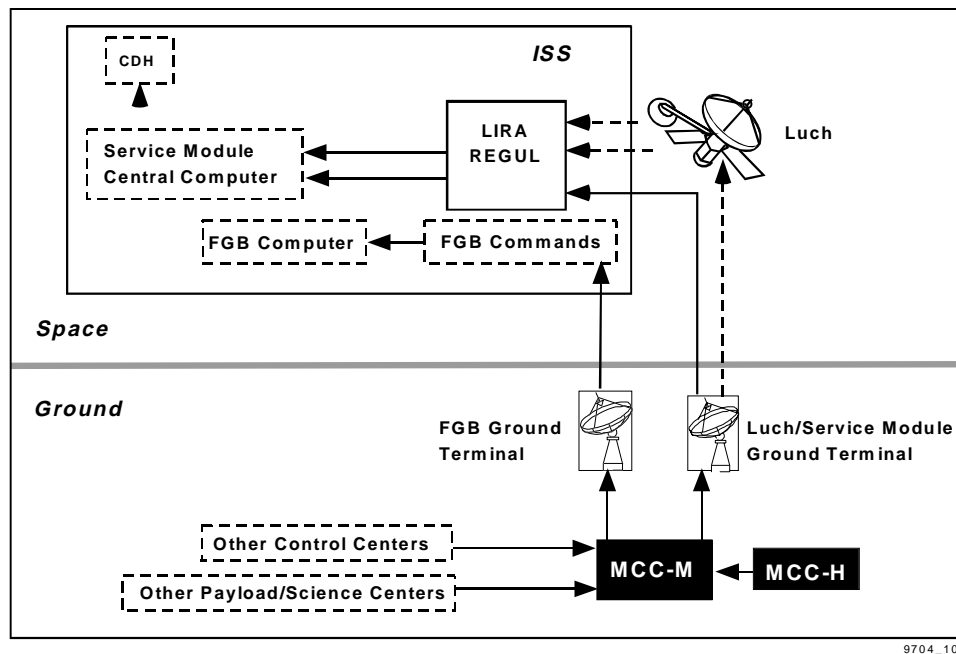 ISS
CDH
LIRA
REGUL
Luch
Service Module
Central Computer
FGB Computer
FGB Commands
Space
Ground
FGB Ground
Terminal
Luch/Service Module
Ground Terminal
Other Control Centers
MCC-M
MCC-H
Other Payload/Science Centers
9704_10